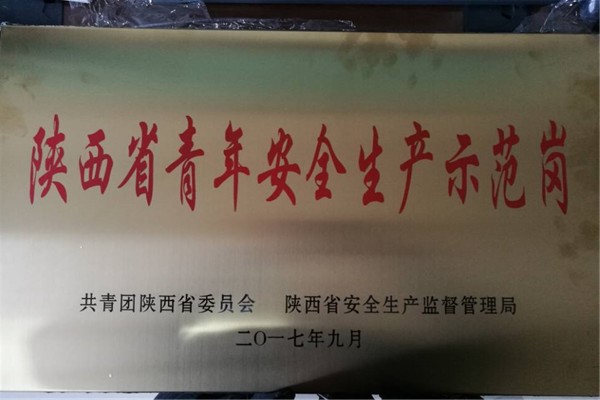 陕西省青年安全生产示范岗
共青团陕西省委员会 陕西省安全生产监督管理局
二〇一七年九月